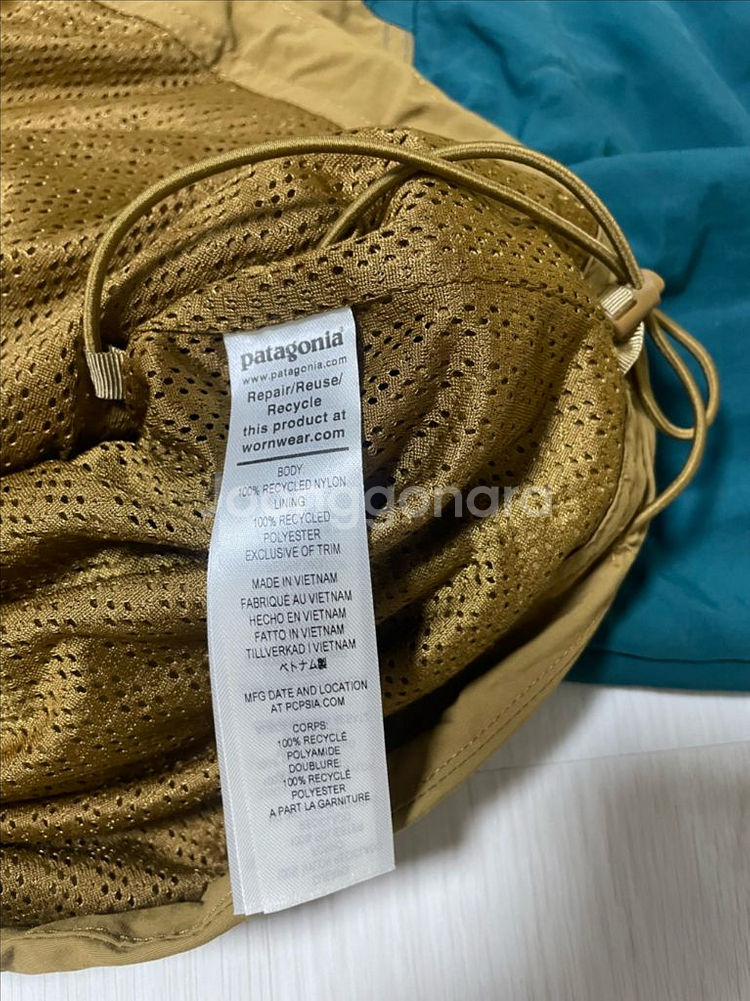 patagonia®
www.patagonia.com
Repair/Reuse/
Recycle
this product at
wornwear.com
BODY:
100% RECYCLED NYLON
LINING:
100% RECYCLED
POLYESTER
EXCLUSIVE OF TRIM
MADE IN VIETNAM
FABRIQUE AU VIETNAM
HECHO EN VIETNAM
FATTO IN VIETNAM
TILLVERKAD I VIETNAM
ベトナム製
MFG DATE AND LOCATION
AT PCPSIA.COM
CORPS:
100% RECYCLÉ
POLYAMIDE
DOUBLURE:
100% RECYCLÉ
POLYESTER
A PART LA GARNITURE